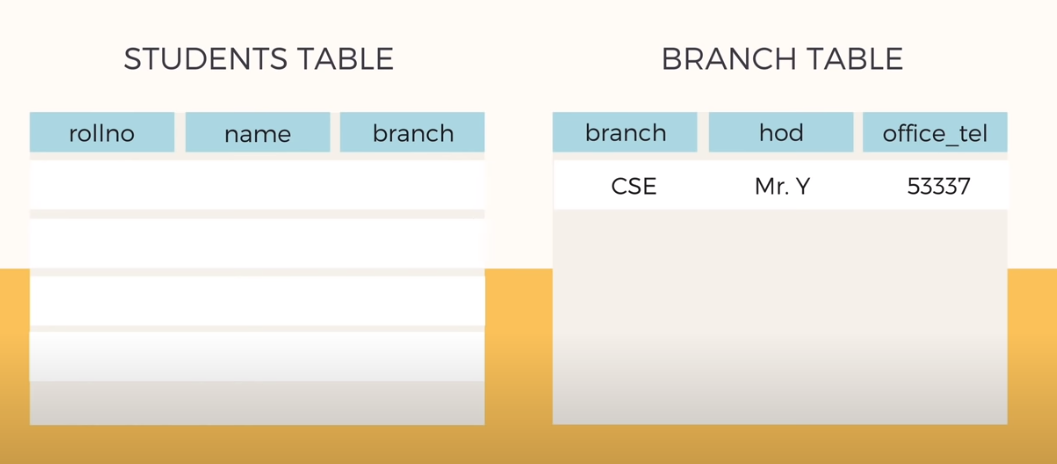 STUDENTS TABLE
rollno name branch
BRANCH TABLE
branch hod office_tel
CSE Mr. Y 53337